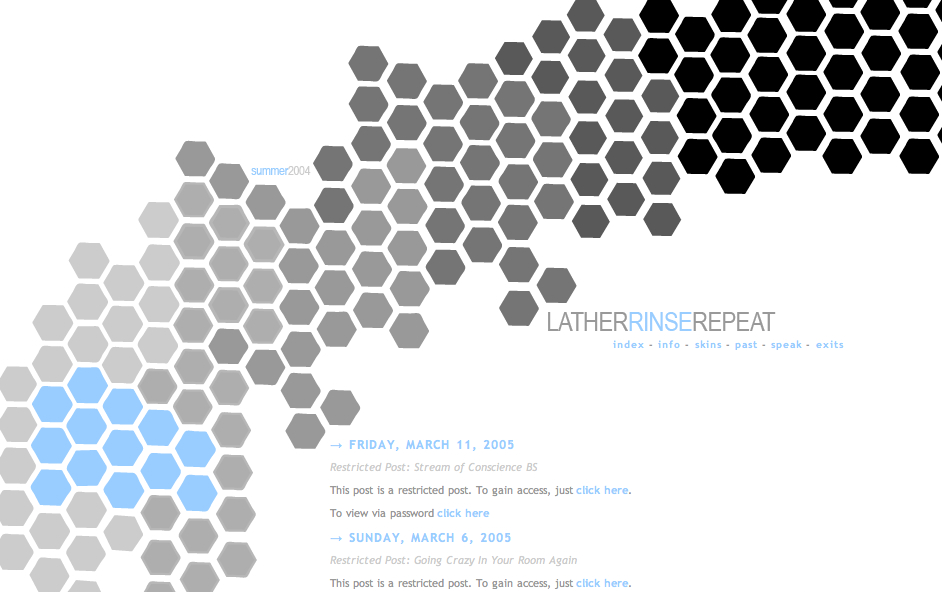 summer2004
LATHERRINSEREPEAT
index - info - skins - past - speak - exits
→ FRIDAY, MARCH 11, 2005
Restricted Post: Stream of Conscience BS
This post is a restricted post. To gain access, just click here.
To view via password click here
→ SUNDAY, MARCH 6, 2005
Restricted Post: Going Crazy In Your Room Again
This post is a restricted post. To gain access, just click here.